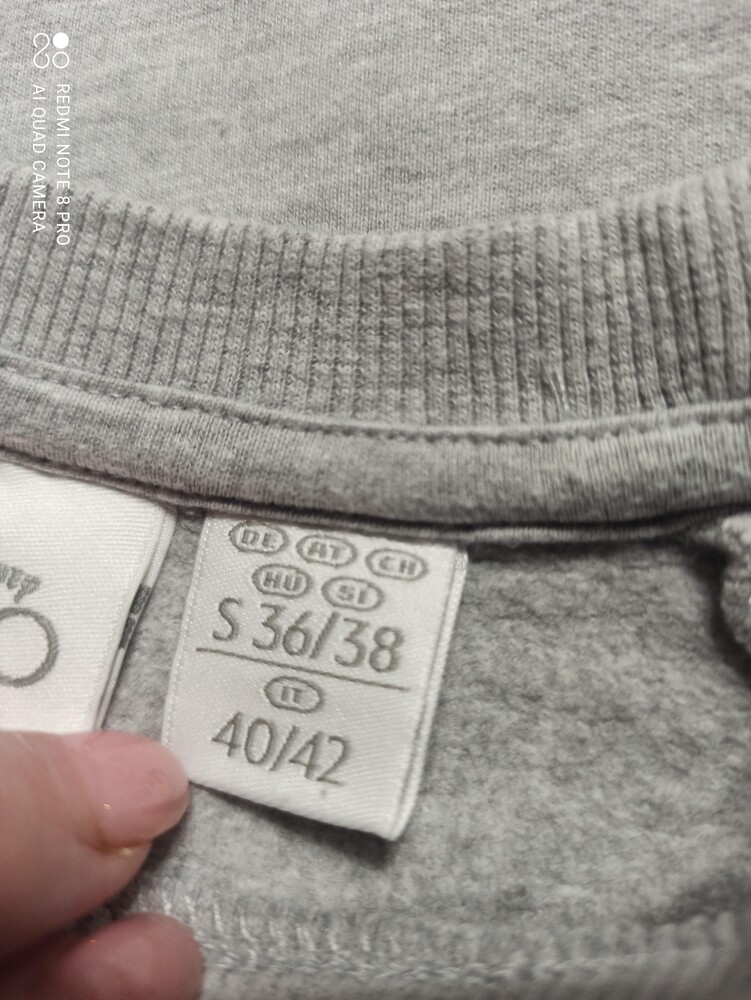 REDMI NOTE 8 PRO
AI QUAD CAMERA
DE AT CH
HU SI
S 36/38
IT
40/42